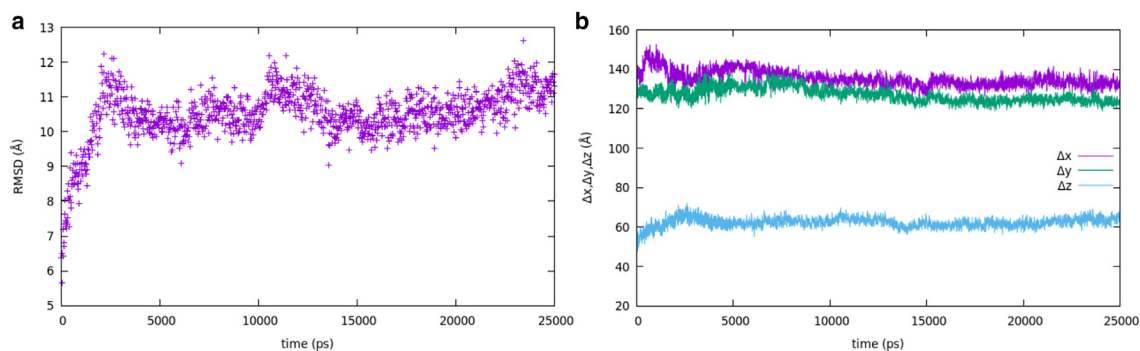 a
RMSD (Å)
13
12
11
10
9
8
7
6
5
0 5000 10000 15000 20000 25000
time (ps)
b
Δx,Δy,Δz (Å)
160
140
120
100
80
60
40
20
Δx
Δy
Δz
0 5000 10000 15000 20000 25000
time (ps)